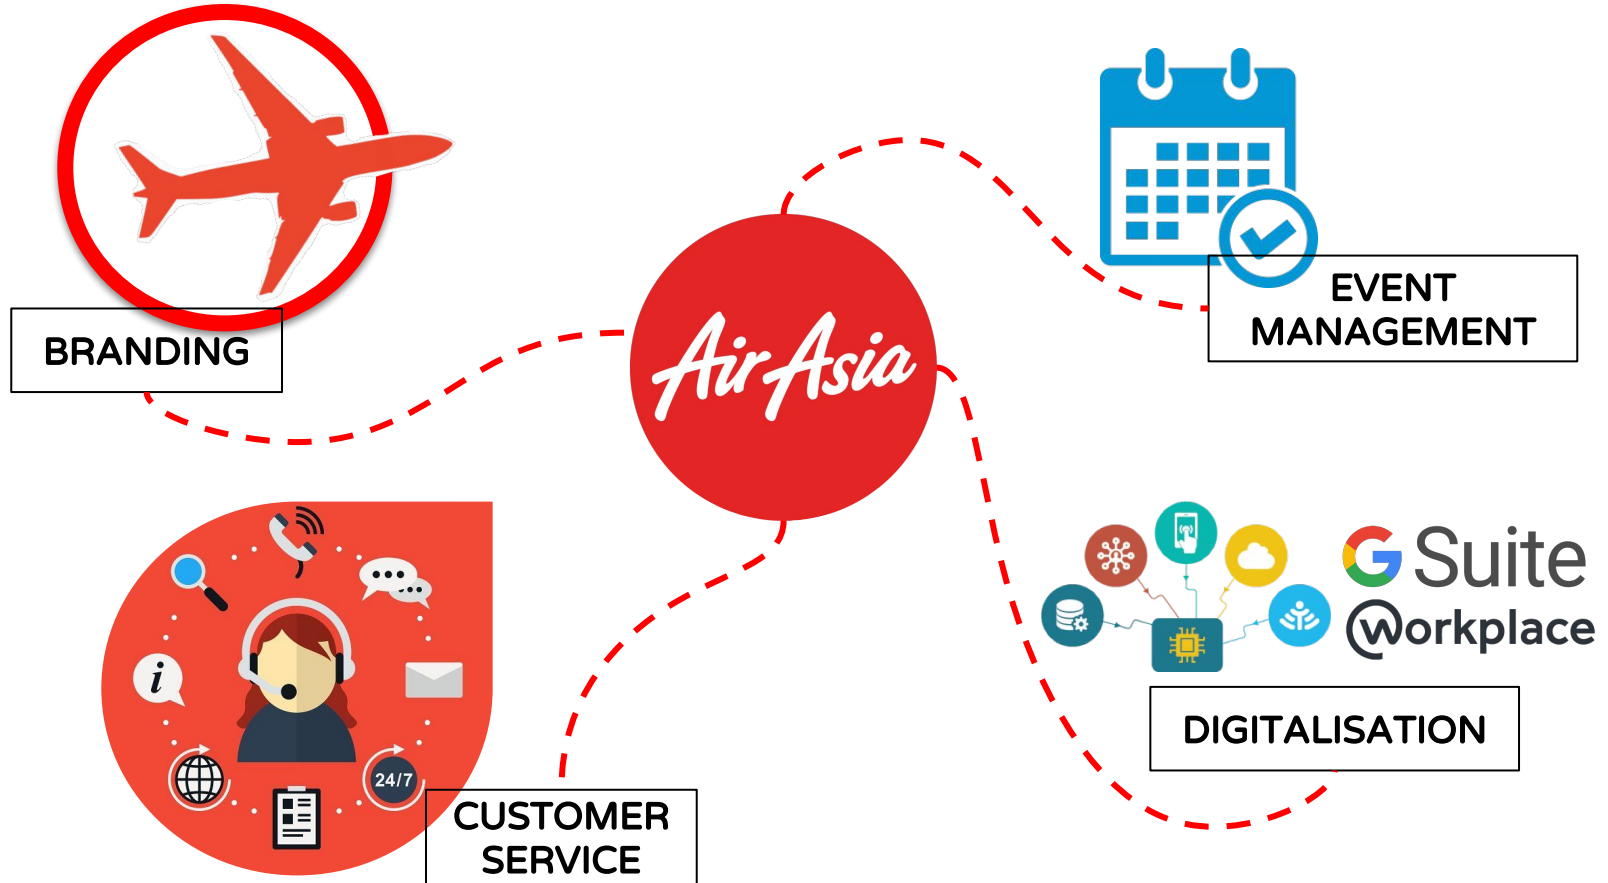 BRANDING
AirAsia
EVENT
MANAGEMENT
i
24/7
CUSTOMER
SERVICE
G Suite
Workplace
DIGITALISATION